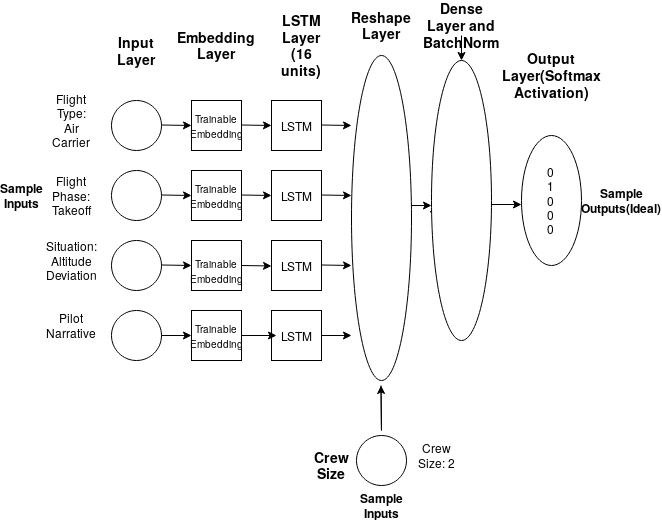 Input
Layer
Embedding
Layer
LSTM
Layer
(16
units)
Reshape
Layer
Dense
Layer and
BatchNorm
Output
Layer(Softmax
Activation)
Flight
Type:
Air
Carrier
Trainable
Embedding
LSTM
Sample
Inputs
Flight
Phase:
Takeoff
Trainable
Embedding
LSTM
Situation:
Altitude
Deviation
Trainable
Embedding
LSTM
Pilot
Narrative
Trainable
Embedding
LSTM
0
1
0
0
0
Sample
Outputs(Ideal)
Crew
Size
Crew
Size: 2
Sample
Inputs